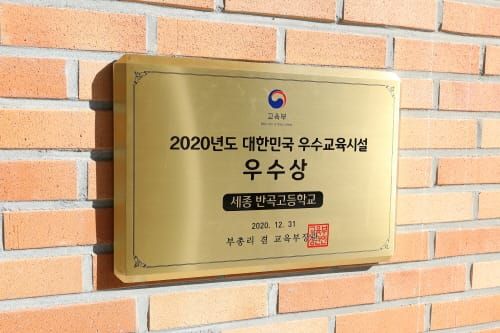 교육부
2020년도 대한민국 우수교육시설
우수상
세종 반곡고등학교
2020. 12. 31
부총리 겸 교육부장관